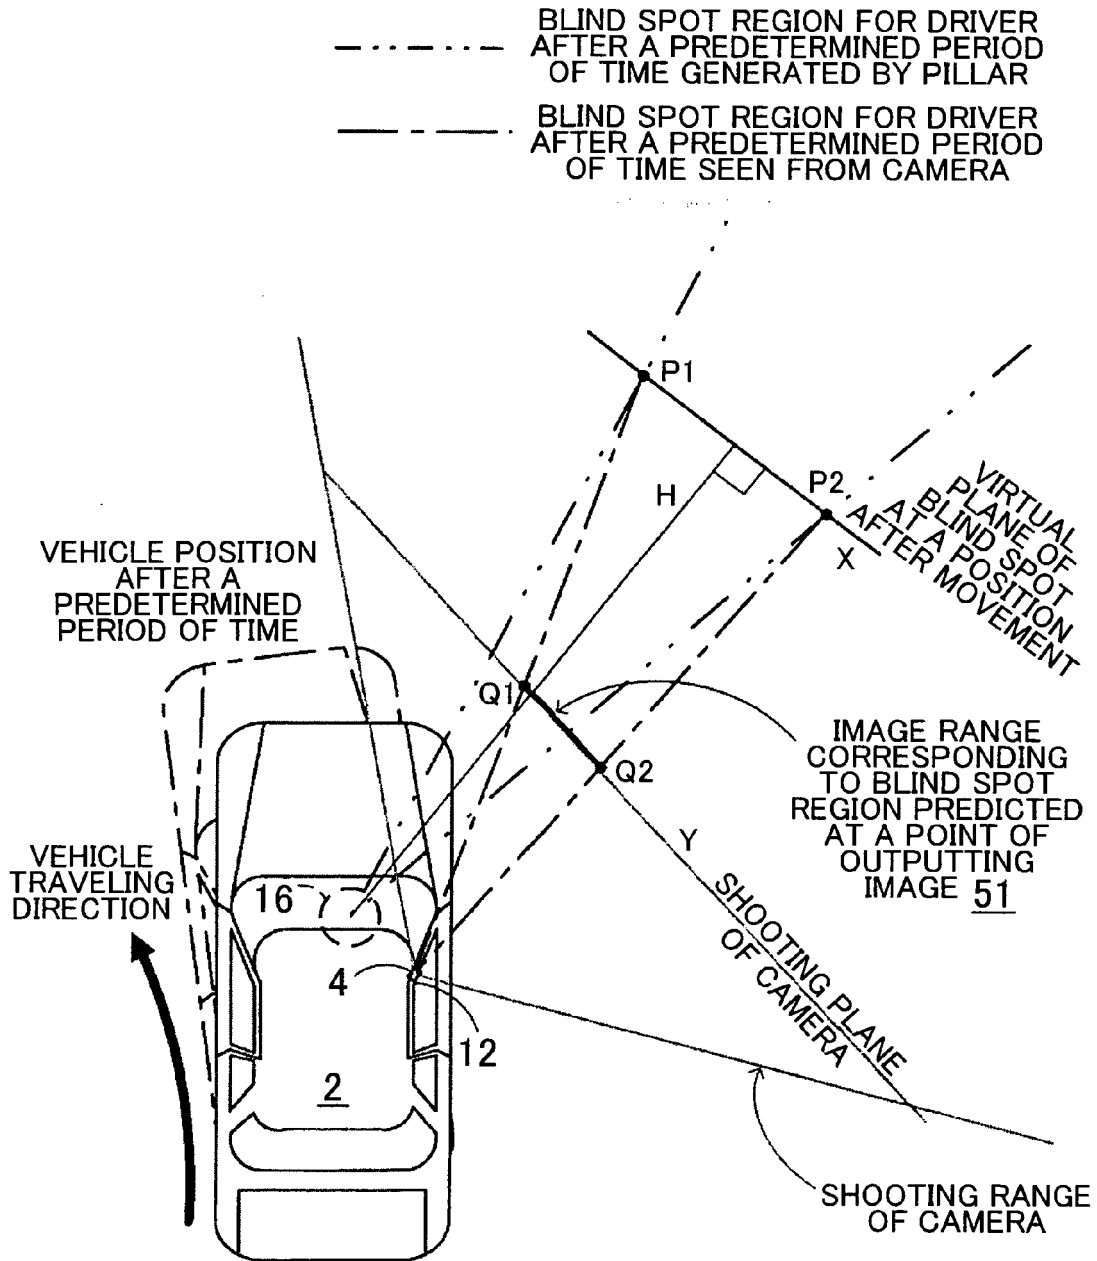 BLIND SPOT REGION FOR DRIVER
AFTER A PREDETERMINED PERIOD
OF TIME GENERATED BY PILLAR
BLIND SPOT REGION FOR DRIVER
AFTER A PREDETERMINED PERIOD
OF TIME SEEN FROM CAMERA
P1
P2
H
X
VIRTUAL
PLANE OF
BLIND SPOT
AT A POSITION
AFTER MOVEMENT
VEHICLE POSITION
AFTER A
PREDETERMINED
PERIOD OF TIME
Q1
Q2
Y
IMAGE RANGE
CORRESPONDING
TO BLIND SPOT
REGION PREDICTED
AT A POINT OF
OUTPUTTING
IMAGE 51
VEHICLE
TRAVELING
DIRECTION
16
4
12
2
SHOOTING PLANE
OF CAMERA
SHOOTING RANGE
OF CAMERA